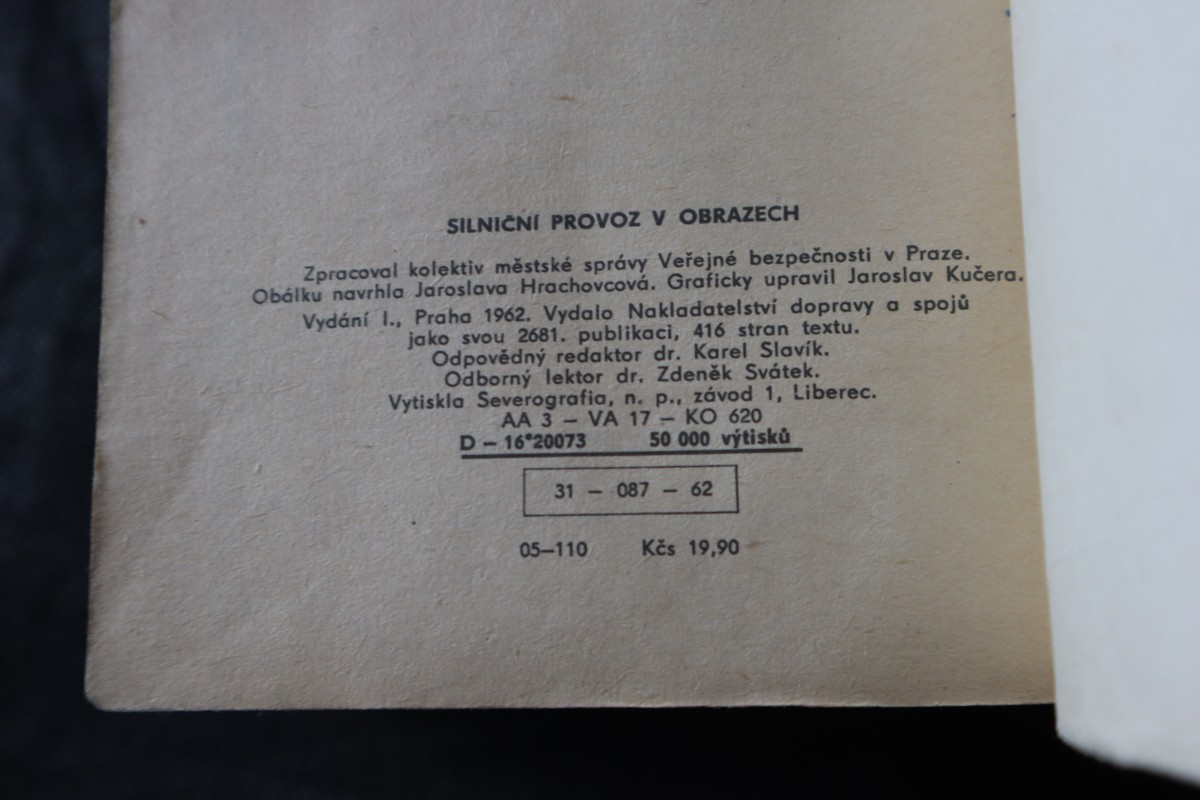 SILNIČNÍ PROVOZ V OBRAZECH
Zpracoval kolektiv městské správy Veřejné bezpečnosti v Praze.
Obálku navrhla Jaroslava Hrachovcová. Graficky upravil Jaroslav Kučera.
Vydání I., Praha 1962. Vydalo Nakladatelství dopravy a spojů
jako svou 2681. publikaci, 416 stran textu.
Odpovědný redaktor dr. Karel Slavík.
Odborný lektor dr. Zdeněk Svátek.
Vytiskla Severografia, n. p., závod 1, Liberec.
AA 3 – VA 17 – KO 620
D – 16*20073 50 000 výtisků
31 – 087 – 62
05–110 Kčs 19,90